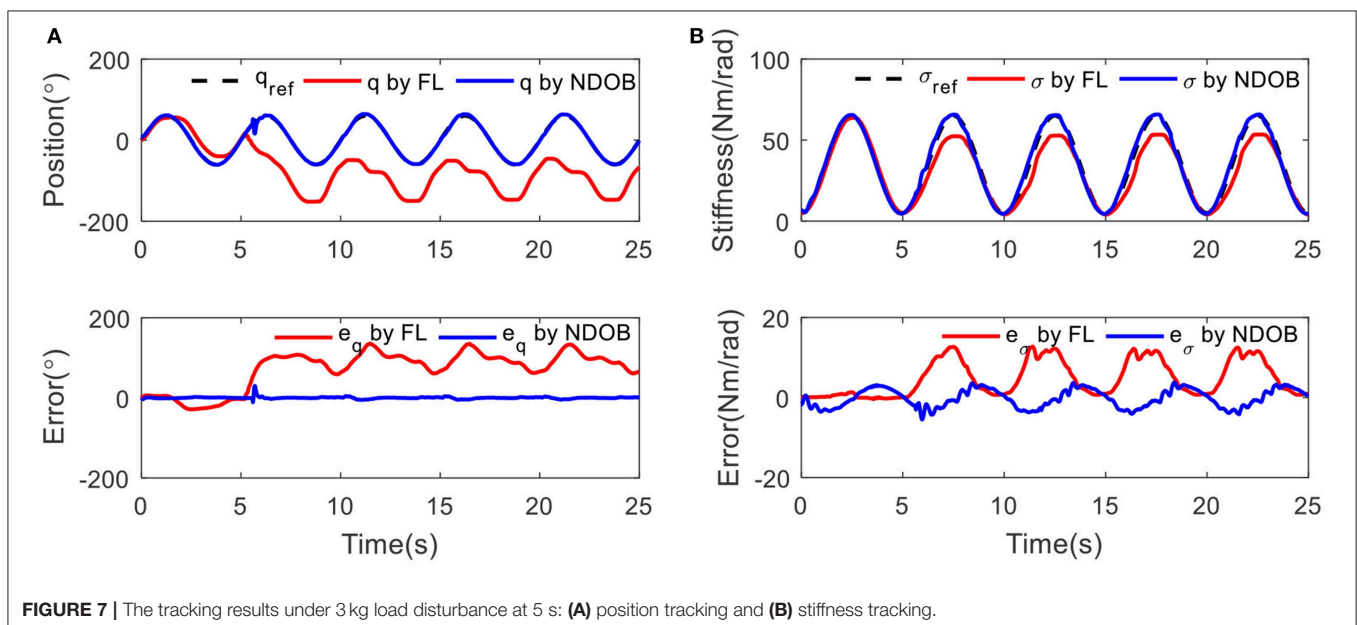 A
200
q_ref q by FL q by NDOB
Position(°)
0
-200
0 5 10 15 20 25
200
e_q by FL e_q by NDOB
Error(°)
0
-200
0 5 10 15 20 25
Time(s)
B
100
σ_ref σ by FL σ by NDOB
Stiffness(Nm/rad)
50
0
0 5 10 15 20 25
20
e_σ by FL e_σ by NDOB
Error(Nm/rad)
0
-20
0 5 10 15 20 25
Time(s)
FIGURE 7 | The tracking results under 3 kg load disturbance at 5 s: (A) position tracking and (B) stiffness tracking.